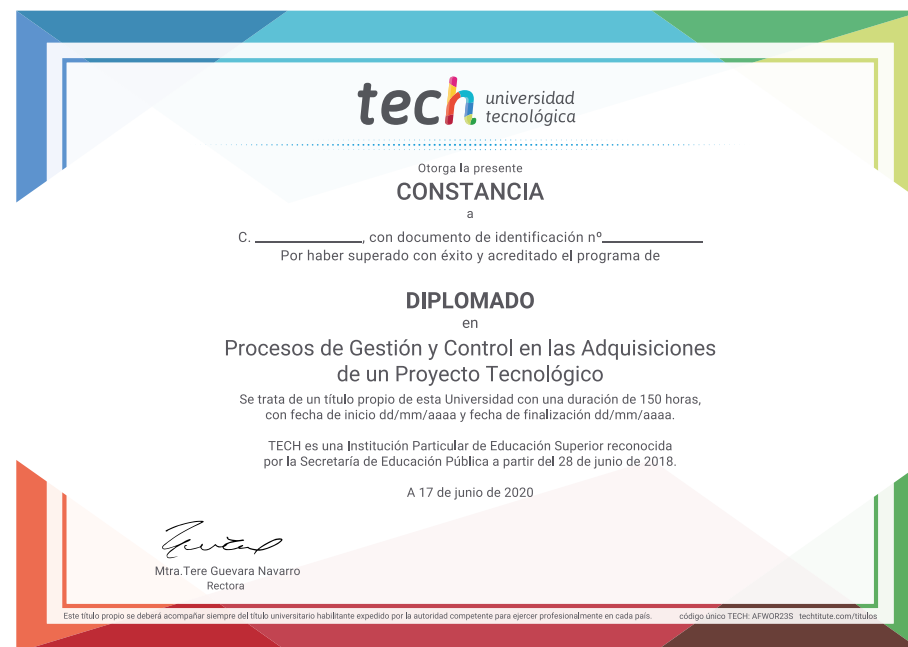 tech universidad
tecnológica
Otorga la presente
CONSTANCIA
a
C. ____________, con documento de identificación nº____________
Por haber superado con éxito y acreditado el programa de
DIPLOMADO
en
Procesos de Gestión y Control en las Adquisiciones
de un Proyecto Tecnológico
Se trata de un título propio de esta Universidad con una duración de 150 horas,
con fecha de inicio dd/mm/aaaa y fecha de finalización dd/mm/aaaa.
TECH es una Institución Particular de Educación Superior reconocida
por la Secretaría de Educación Pública a partir del 28 de junio de 2018.
A 17 de junio de 2020
Mtra.Tere Guevara Navarro
Rectora
Este título propio se deberá acompañar siempre del título universitario habilitante expedido por la autoridad competente para ejercer profesionalmente en cada país. código único TECH: AFWOR23S techtitute.com/titulos